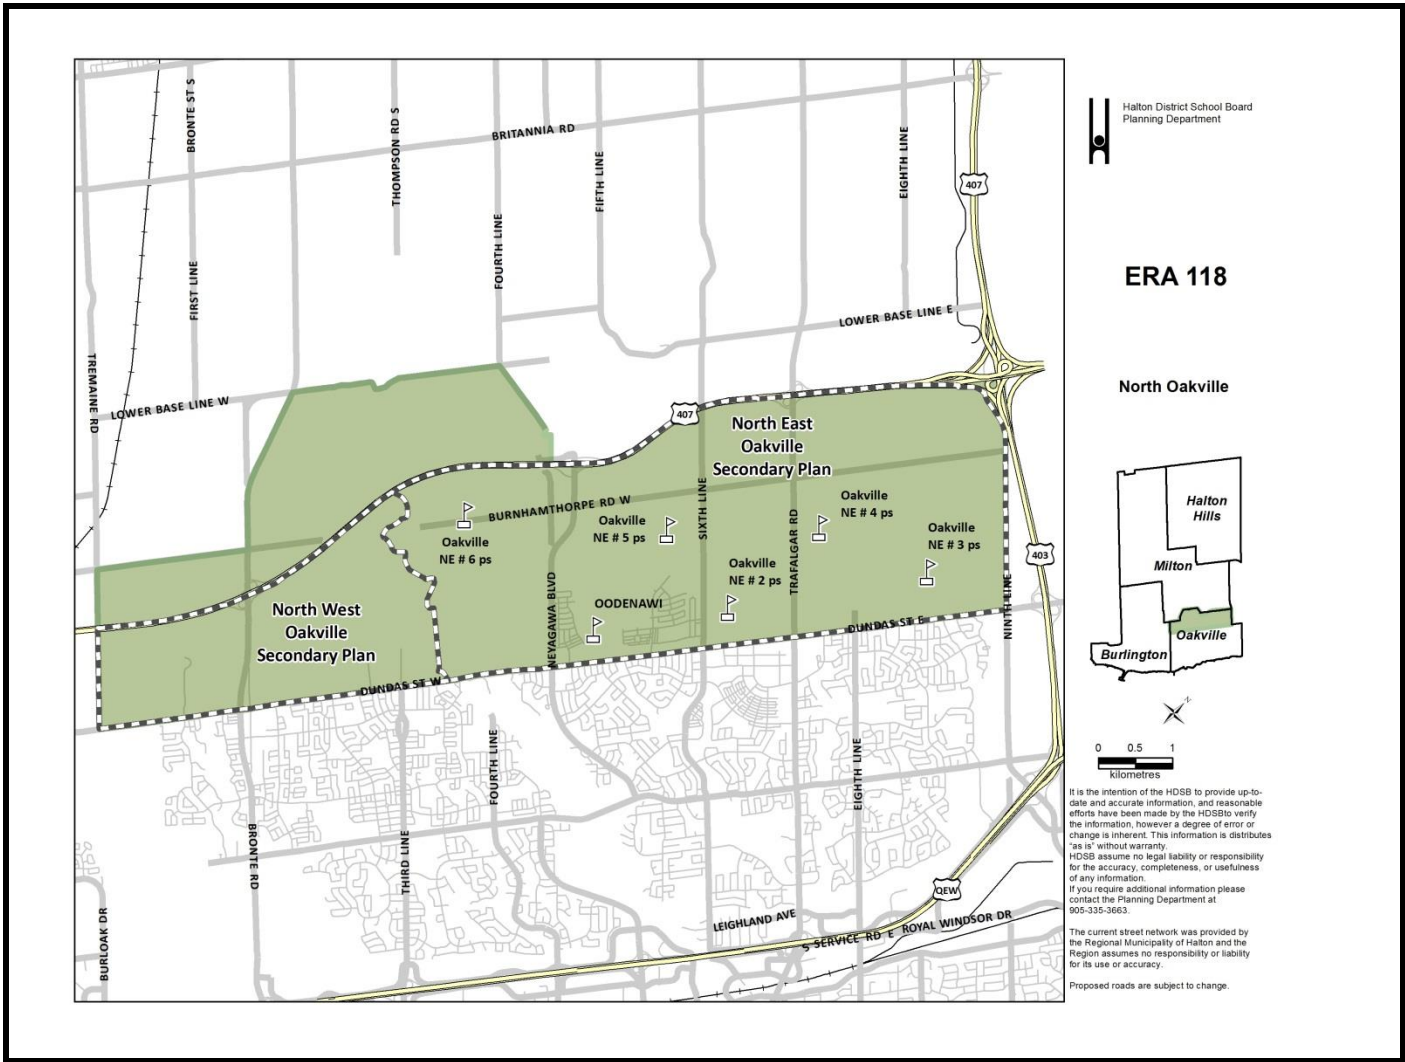 BRONTE ST S
THOMPSON RD S
BRITANNIA RD
FIFTH LINE
EIGHTH LINE
407
FOURTH LINE
FIRST LINE
LOWER BASE LINE E
TREMAINE RD
LOWER BASE LINE W
407
North East
Oakville
Secondary Plan
SIXTH LINE
BURNHAMTHORPE RD W
Oakville
NE # 4 ps
Oakville
NE # 5 ps
TRAFALGAR RD
Oakville
NE # 3 ps
Oakville
NE # 6 ps
403
Oakville
NE # 2 ps
NEYAGAWA BLVD
OODENAWI
NINTH LINE
North West
Oakville
Secondary Plan
DUNDAS ST E
DUNDAS ST W
FOURTH LINE
EIGHTH LINE
BRONTE RD
THIRD LINE
QEW
BURLOAK DR
LEIGHLAND AVE
S SERVICE RD E
ROYAL WINDSOR DR
Halton District School Board
Planning Department
ERA 118
North Oakville
Halton
Hills
Milton
Oakville
Burlington
N
0 0.5 1
kilometres
It is the intention of the HDSB to provide up-to-
date and accurate information, and reasonable
efforts have been made by the HDSBto verify
the information, however a degree of error or
change is inherent. This information is distributes
"as is" without warranty.
HDSB assume no legal liability or responsibility
for the accuracy, completeness, or usefulness
of any information.
If you require additional information please
contact the Planning Department at
905-335-3663.
The current street network was provided by
the Regional Municipality of Halton and the
Region assumes no responsibility or liability
for its use or accuracy.
Proposed roads are subject to change.